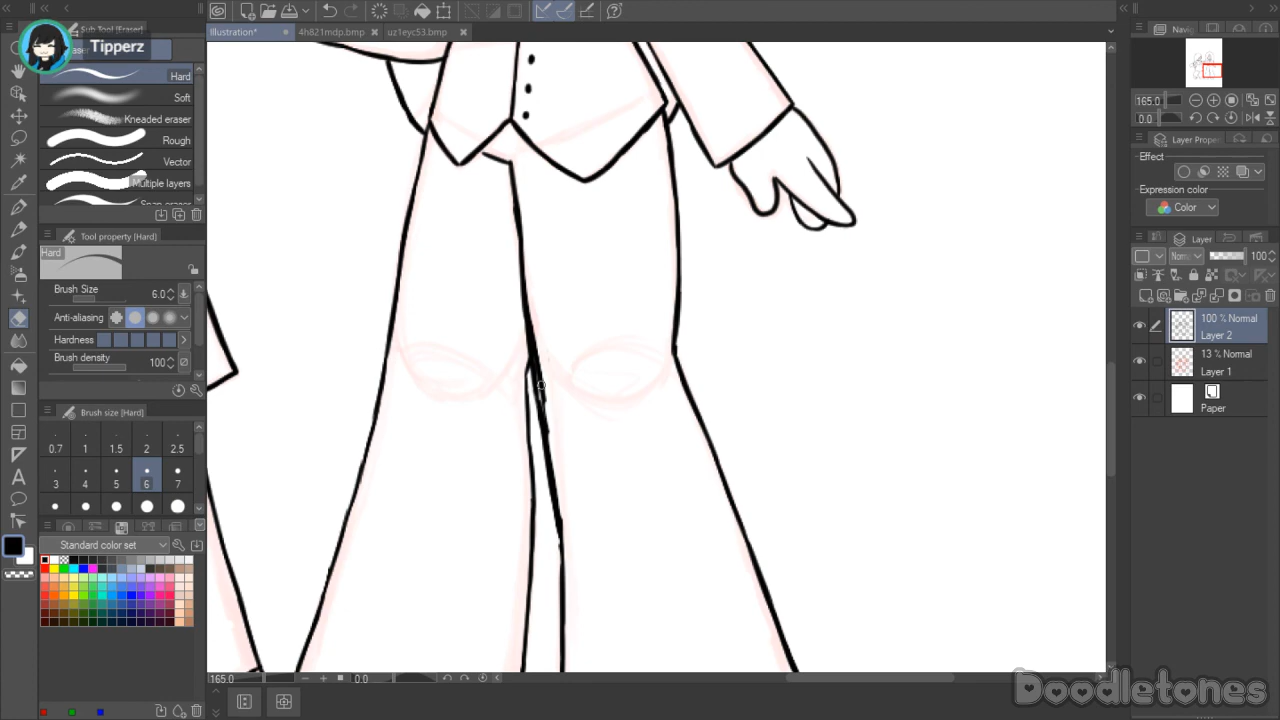 Illustration*
4h821mdp.bmp
uz1eyc53.bmp
Sub Tool [Eraser]
Tipperz
Hard
Soft
Kneaded eraser
Rough
Vector
Multiple layers
Snap eraser
Tool property [Hard]
Hard
Brush Size
6.0
Anti-aliasing
Hardness
Brush density
100
Brush size [Hard]
0.7
1
1.5
2
2.5
3
4
5
6
7
Standard color set
165.0
0.0
Navi
165.0
0.0
Layer Prope
Effect
Expression color
Color
Layer
100
100 % Normal
Layer 2
13 % Normal
Layer 1
Paper
Doodletones